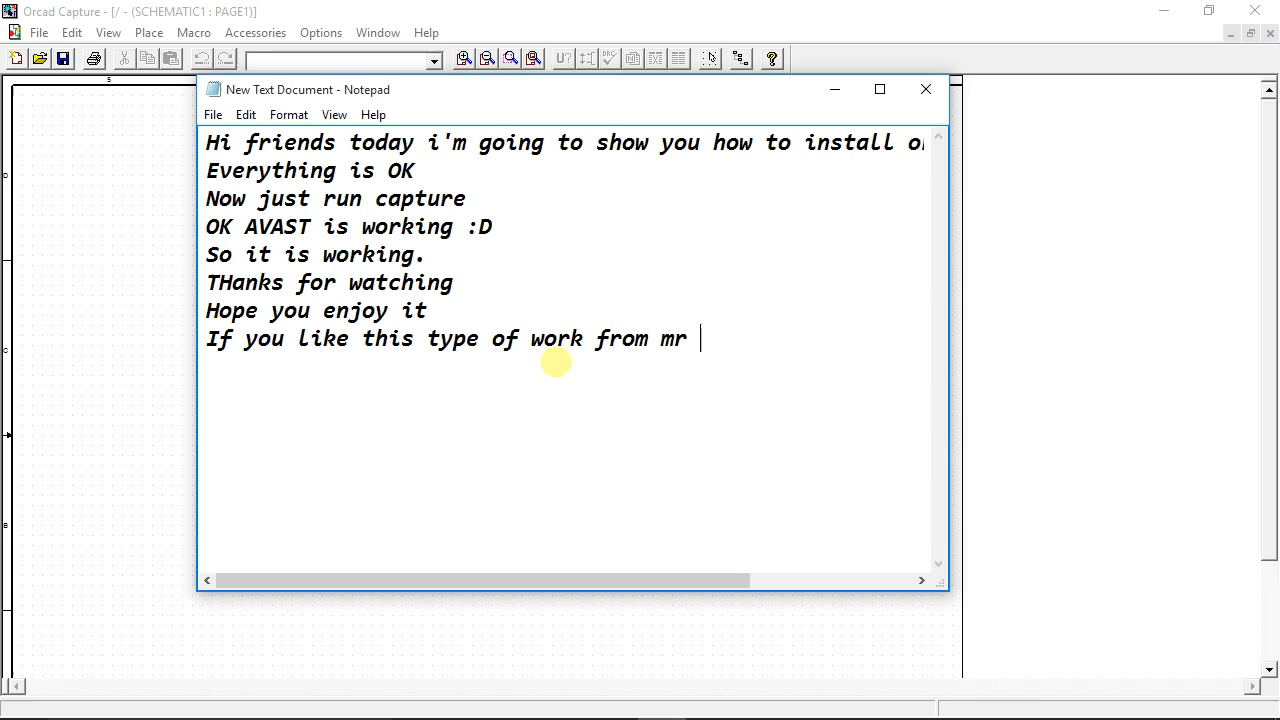 Orcad Capture - [/ - (SCHEMATIC1 : PAGE1)]
File Edit View Place Macro Accessories Options Window Help
U?
DRC
5
New Text Document - Notepad
File Edit Format View Help
Hi friends today i'm going to show you how to install
Everything is OK
Now just run capture
OK AVAST is working :D
So it is working.
THanks for watching
Hope you enjoy it
If you like this type of work from mr
D
C
B